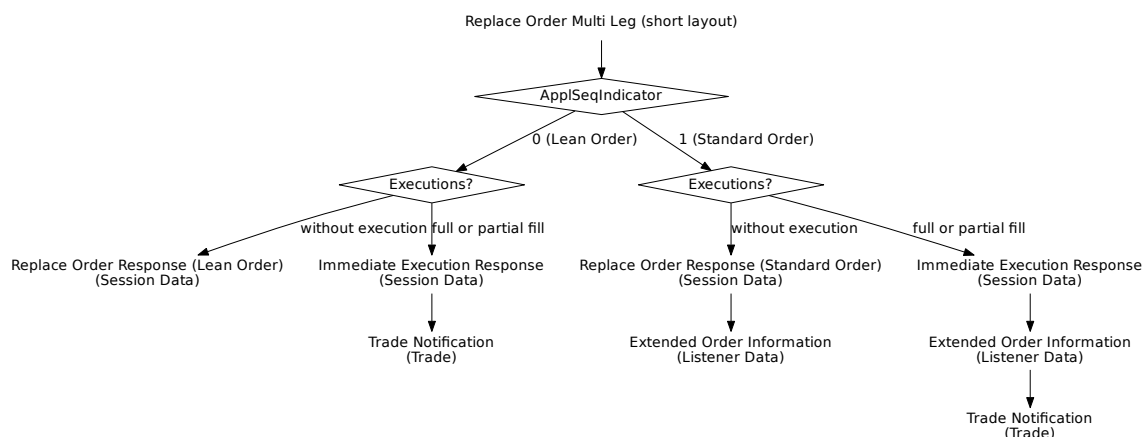 Replace Order Multi Leg (short layout)
ApplSeqIndicator
0 (Lean Order)
1 (Standard Order)
Executions?
Executions?
without execution
full or partial fill
without execution
full or partial fill
Replace Order Response (Lean Order)
(Session Data)
Immediate Execution Response
(Session Data)
Replace Order Response (Standard Order)
(Session Data)
Immediate Execution Response
(Session Data)
Trade Notification
(Trade)
Extended Order Information
(Listener Data)
Extended Order Information
(Listener Data)
Trade Notification
(Trade)